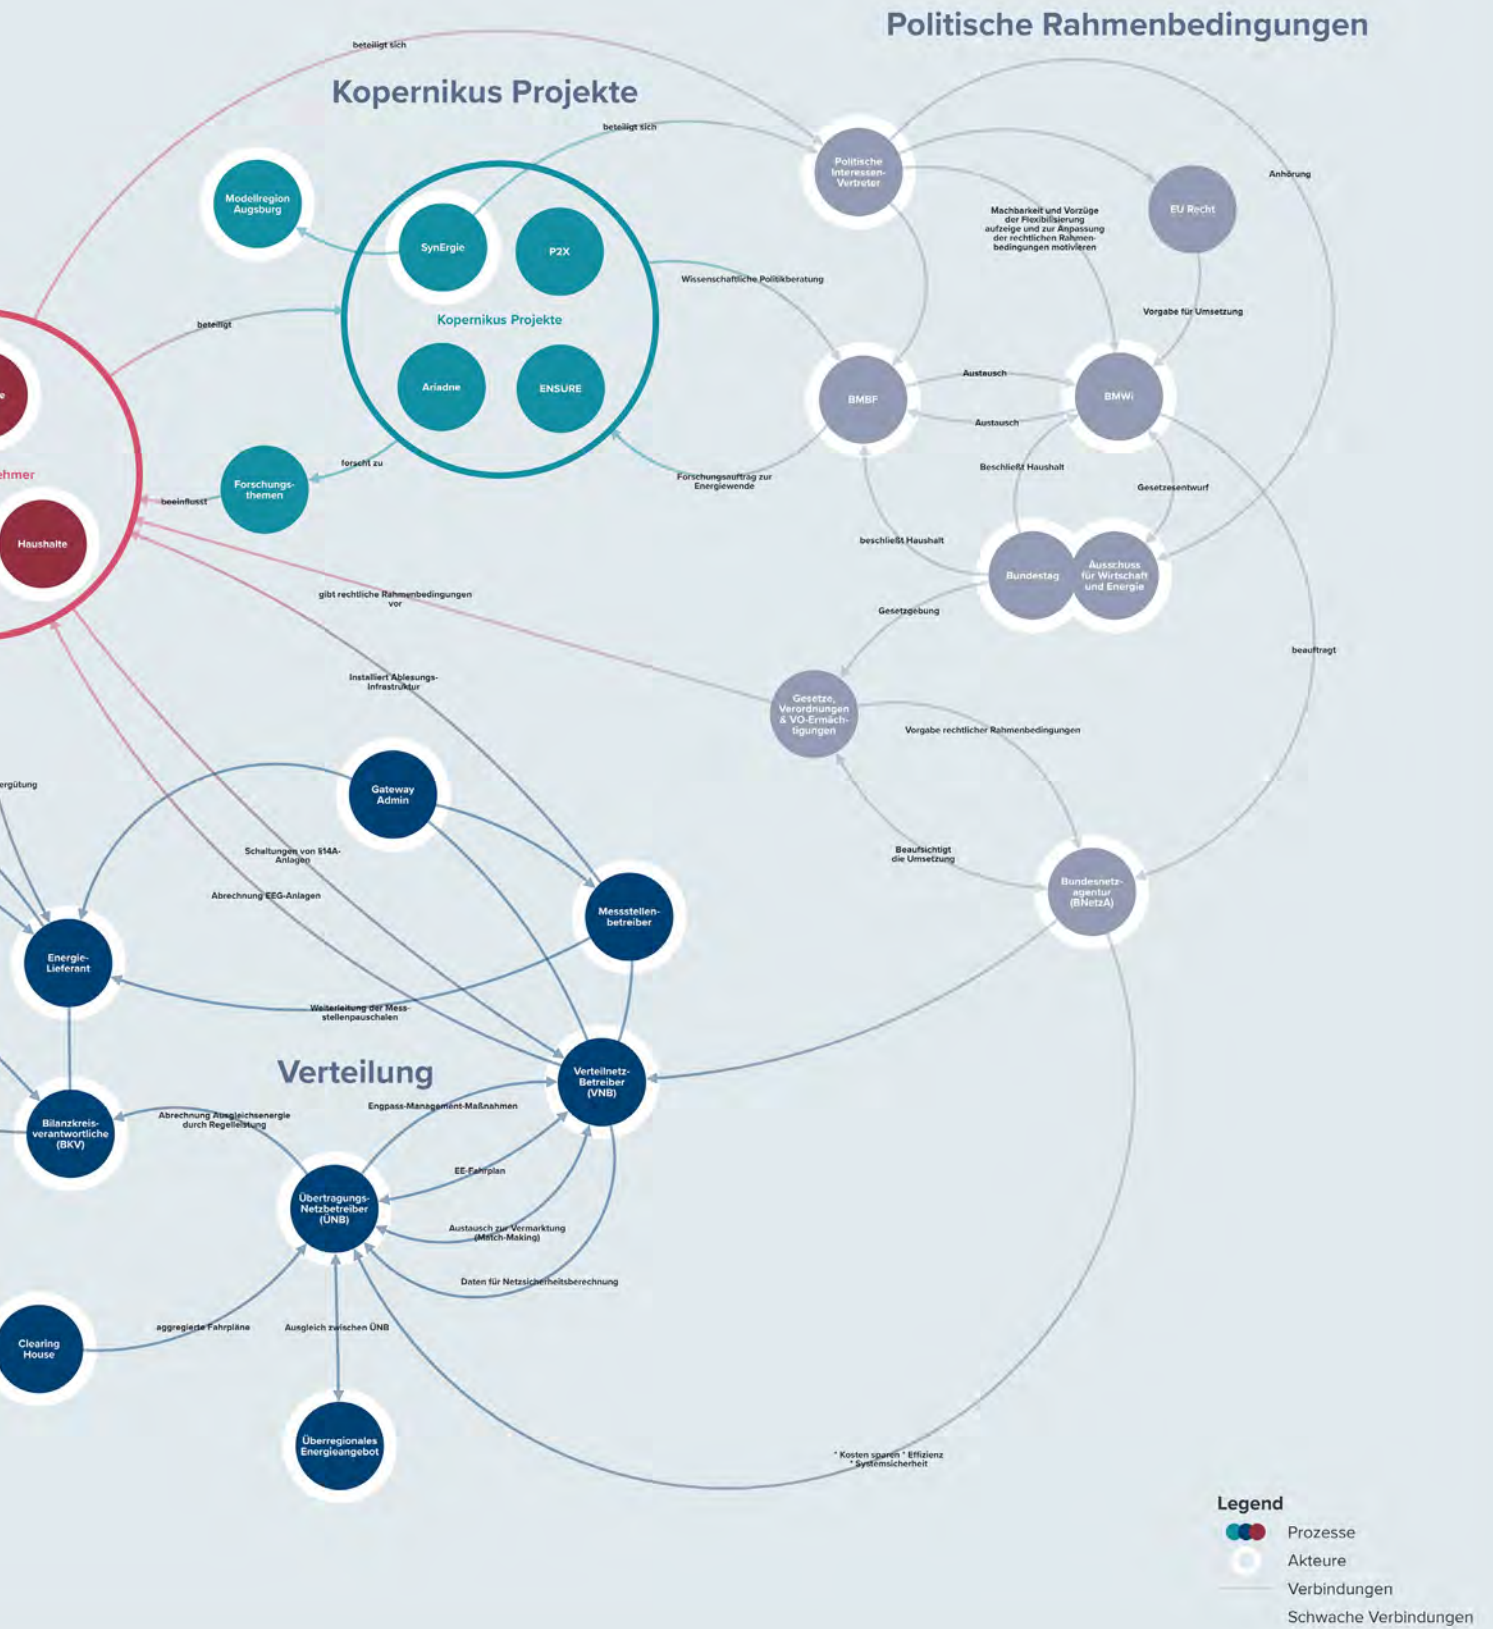 Politische Rahmenbedingungen
beteiligt sich
Kopernikus Projekte
beteiligt sich
Politische
Interessen-
Vertreter
Anhörung
Modellregion
Augsburg
EU Recht
Machbarkeit und Vorzüge
der Flexibilisierung
aufzeige und zur Anpassung
der rechtlichen Rahmen-
bedingungen motivieren
SynErgie
P2X
Wissenschaftliche Politikberatung
Vorgabe für Umsetzung
Kopernikus Projekte
beteiligt
Austausch
Ariadne
ENSURE
BMBF
BMWi
e
Austausch
forscht zu
Beschließt Haushalt
ehmer
Forschungsauftrag zur
Energiewende
Gesetzesentwurf
Forschungs-
themen
beeinflusst
Haushalte
beschließt Haushalt
Bundestag
Ausschuss
für Wirtschaft
und Energie
gibt rechtliche Rahmenbedingungen
vor
Gesetzgebung
beauftragt
Installiert Ablesungs-
Infrastruktur
Gesetze,
Verordnungen
& VO-Ermäch-
tigungen
Vorgabe rechtlicher Rahmenbedingungen
ergütung
Gateway
Admin
Schaltungen von §14A-
Anlagen
Beaufsichtigt
die Umsetzung
Abrechnung EEG-Anlagen
Bundesnetz-
agentur
(BNetzA)
Messstellen-
betreiber
Energie-
Lieferant
Weiterleitung der Mess-
stellenpauschalen
Verteilung
Verteilnetz-
Betreiber
(VNB)
Engpass-Management-Maßnahmen
Abrechnung Ausgleichsenergie
durch Regelleistung
Bilanzkreis-
verantwortliche
(BKV)
EE-Fahrplan
Übertragungs-
Netzbetreiber
(ÜNB)
Austausch zur Vermarktung
(Match-Making)
Daten für Netzsicherheitsberechnung
aggregierte Fahrpläne
Ausgleich zwischen ÜNB
Clearing
House
Überregionales
Energieangebot
* Kosten sparen * Effizienz
* Systemsicherheit
Legend
Prozesse
Akteure
Verbindungen
Schwache Verbindungen